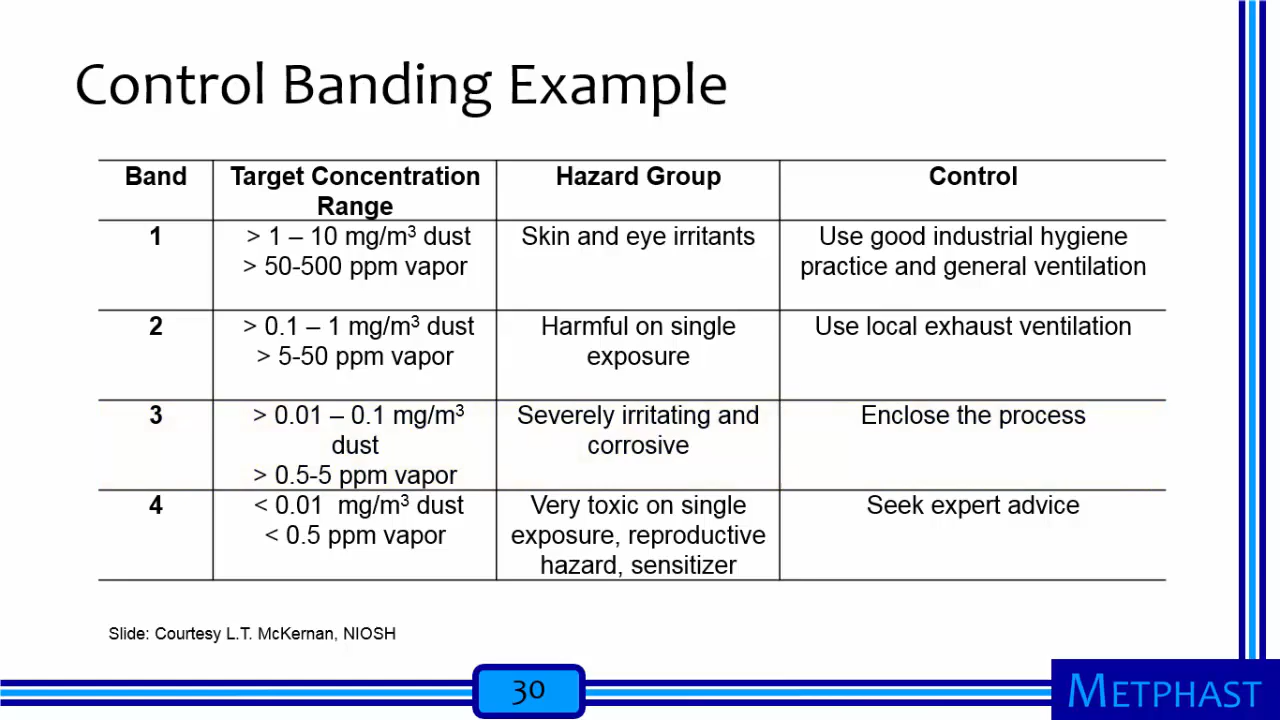 Control Banding Example
Band
Target Concentration
Range
Hazard Group
Control
1
> 1 – 10 mg/m³ dust
> 50-500 ppm vapor
Skin and eye irritants
Use good industrial hygiene
practice and general ventilation
2
> 0.1 – 1 mg/m³ dust
> 5-50 ppm vapor
Harmful on single
exposure
Use local exhaust ventilation
3
> 0.01 – 0.1 mg/m³
dust
> 0.5-5 ppm vapor
Severely irritating and
corrosive
Enclose the process
4
< 0.01 mg/m³ dust
< 0.5 ppm vapor
Very toxic on single
exposure, reproductive
hazard, sensitizer
Seek expert advice
Slide: Courtesy L.T. McKernan, NIOSH
30
METPHAST